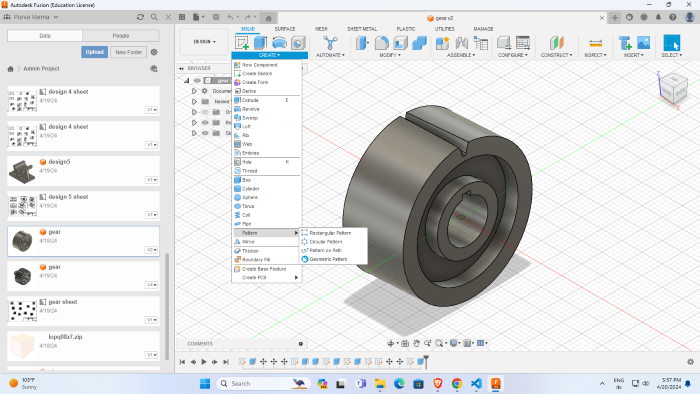 Autodesk Fusion (Education License)
Purva Varma
gear v2
Data
People
Upload
New Folder
Admin Project
design 4 sheet
4/19/24
V1
design 4 sheet
4/19/24
V1
design5
4/19/24
V1
design 5 sheet
4/19/24
V1
gear
4/19/24
gear
4/19/24
gear sheet
4/19/24
V1
lopq08z7.zip
4/18/24
V1
SOLID
SURFACE
MESH
SHEET METAL
PLASTIC
UTILITIES
MANAGE
DESIGN
CREATE
AUTOMATE
MODIFY
ASSEMBLE
CONFIGURE
CONSTRUCT
INSPECT
INSERT
SELECT
BROWSER
gear
Docum
Named
New Component
Create Sketch
Create Form
Derive
Extrude E
Revolve
Sweep
Loft
Rib
Web
Emboss
Hole H
Thread
Box
Cylinder
Sphere
Torus
Coil
Pipe
Pattern
Mirror
Thicken
Boundary Fill
Create Base Feature
Create PCB
Rectangular Pattern
Circular Pattern
Pattern on Path
Geometric Pattern
COMMENTS
105°F
Sunny
Search
ENG
IN
5:37 PM
4/20/2024